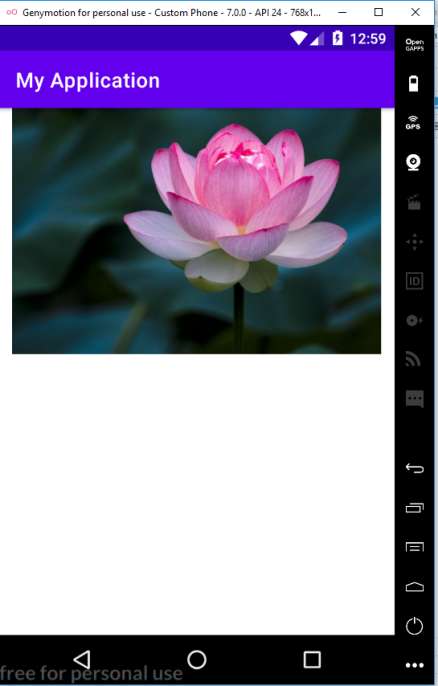 Genymotion for personal use - Custom Phone - 7.0.0 - API 24 - 768x1...
12:59
My Application
Open
GAPPS
GPS
ID
free for personal use